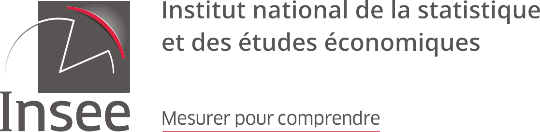 Institut national de la statistique
et des études économiques
Insee
Mesurer pour comprendre